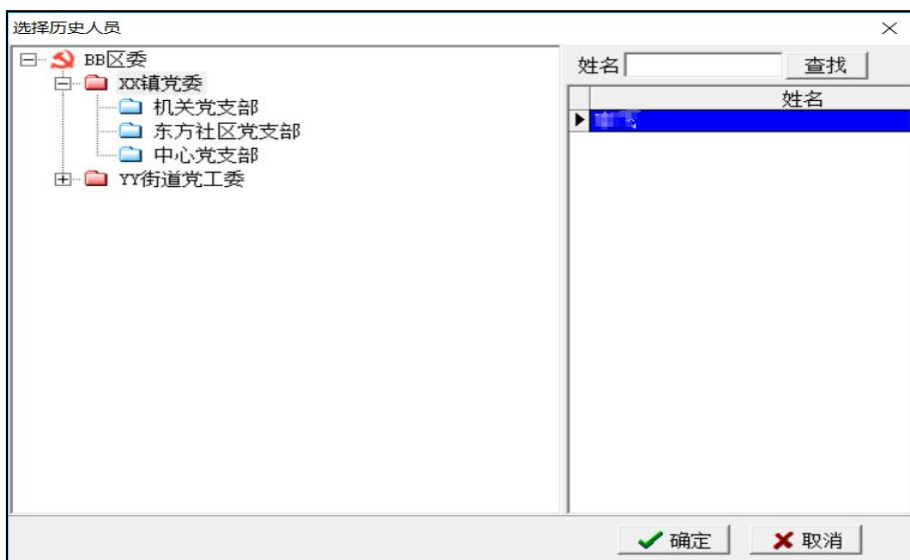 选择历史人员
BB区委
XX镇党委
机关党支部
东方社区党支部
中心党支部
YY街道党工委
姓名 查找
姓名
确定 取消